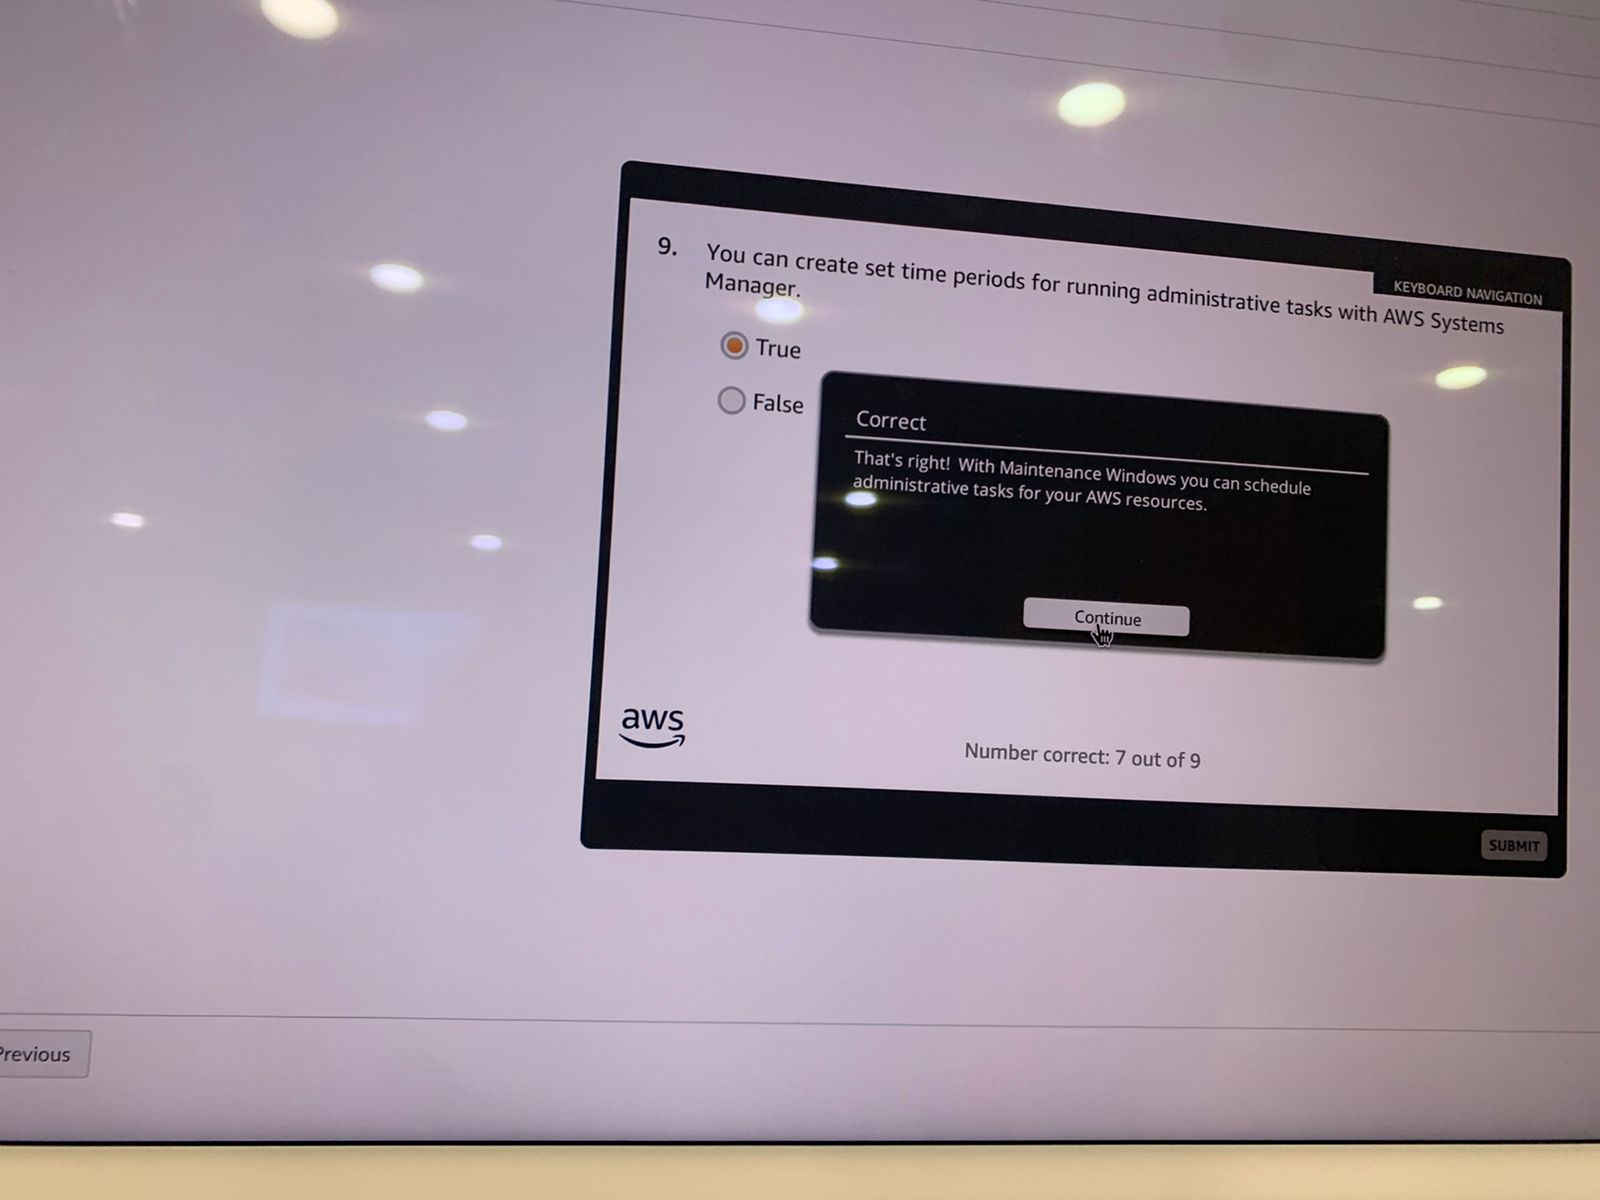 KEYBOARD NAVIGATION
9. You can create set time periods for running administrative tasks with AWS Systems
Manager.
True
False
Correct
That's right! With Maintenance Windows you can schedule
administrative tasks for your AWS resources.
Continue
aws
Number correct: 7 out of 9
SUBMIT
Previous